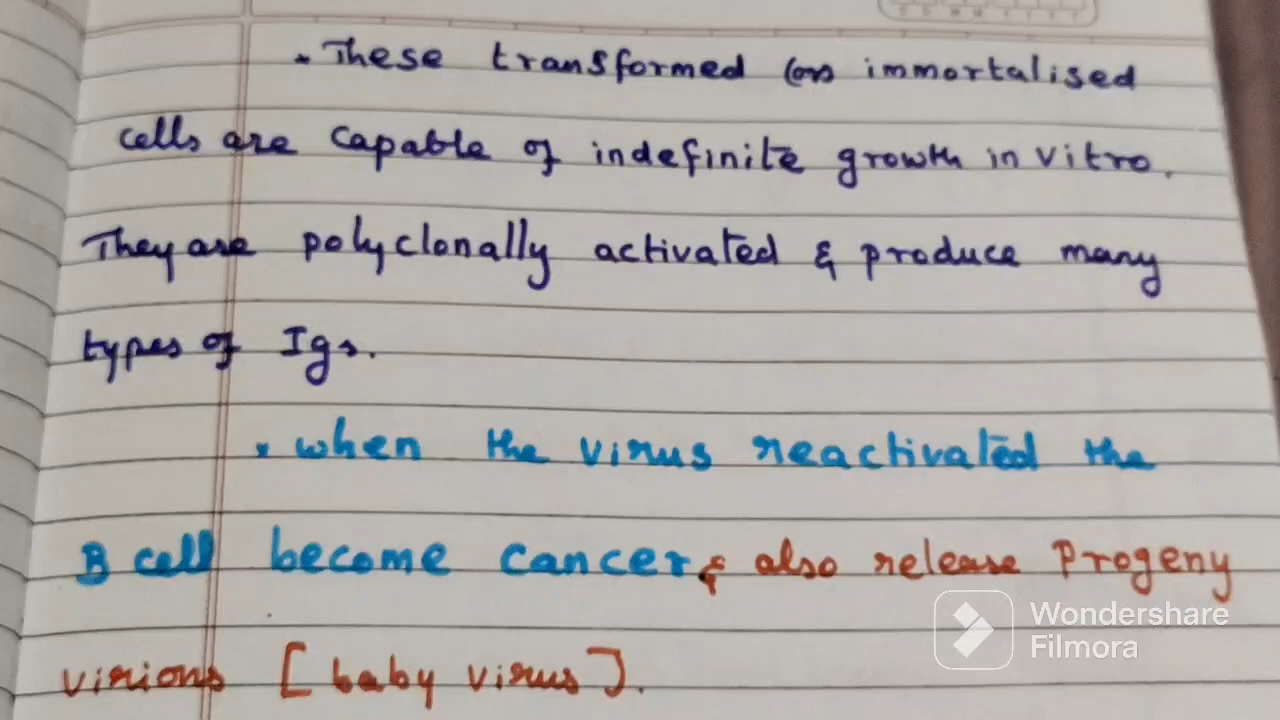 • These transformed (or) immortalised
cells are capable of indefinite growth in vitro.
They are polyclonally activated & produce many
types of Igs.
• when the virus reactivated the
B cell become cancer & also release Progeny
virions [baby virus].
Wondershare
Filmora